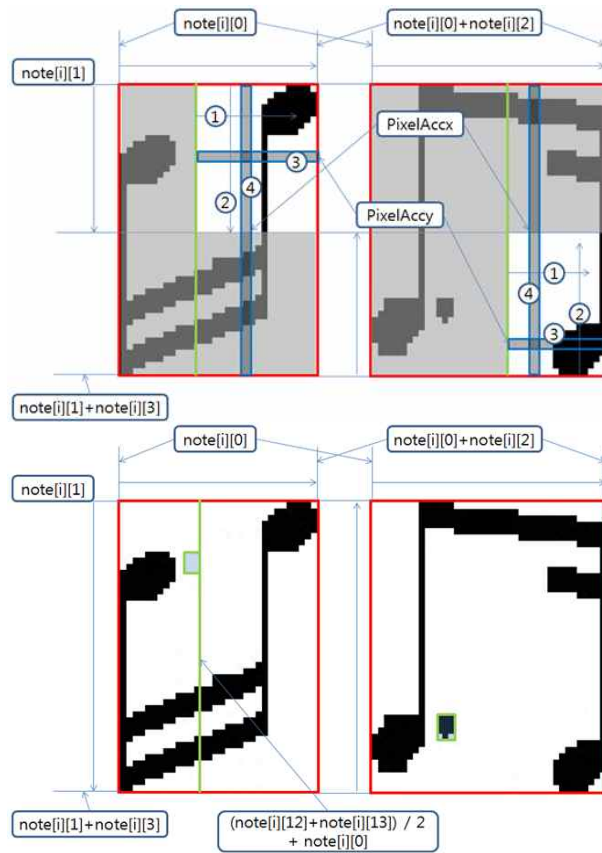 note[i][0]
note[i][0]+note[i][2]
note[i][1]
①
PixelAccx
③
④
②
PixelAccy
①
④
②
③
note[i][1]+note[i][3]
note[i][0]
note[i][0]+note[i][2]
note[i][1]
note[i][1]+note[i][3]
(note[i][12]+note[i][13]) / 2
+ note[i][0]